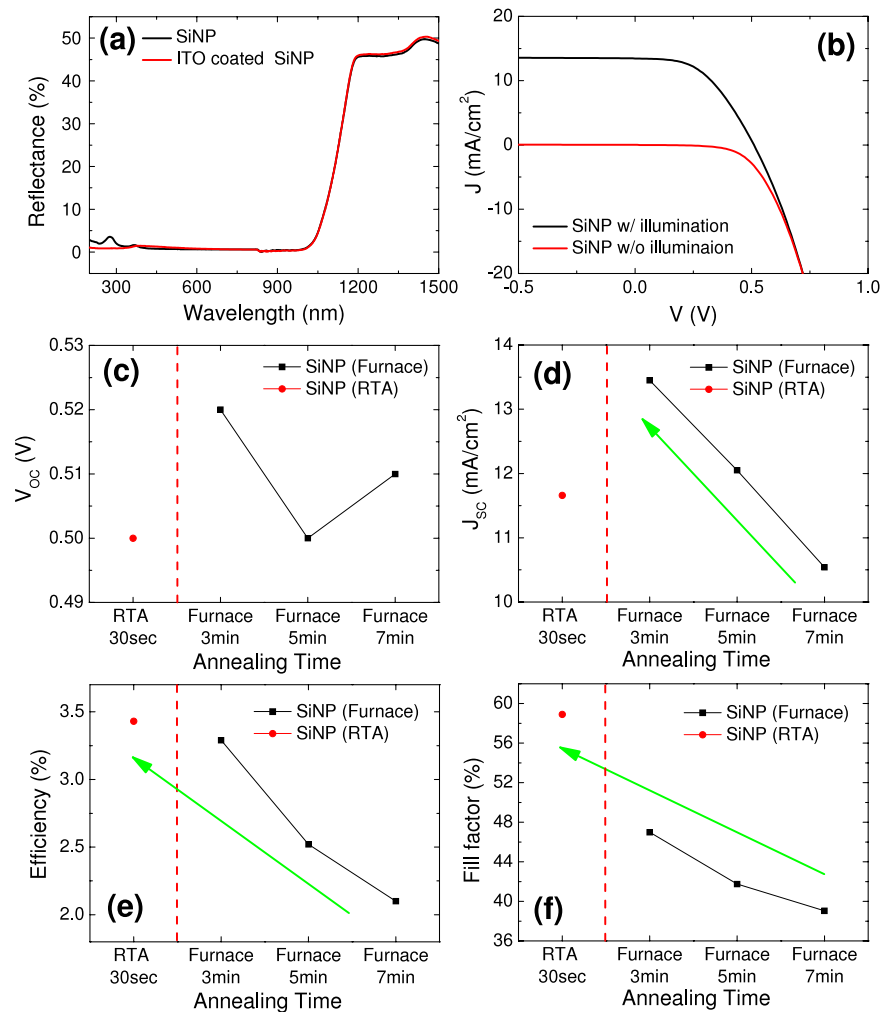 (a)
SiNP
ITO coated SiNP
Reflectance (%)
50
40
30
20
10
0
300
600
900
1200
1500
Wavelength (nm)
(b)
SiNP w/ illumination
SiNP w/o illuminaion
J (mA/cm²)
20
10
0
-10
-20
-0.5
0.0
0.5
1.0
V (V)
(c)
SiNP (Furnace)
SiNP (RTA)
V_OC (V)
0.53
0.52
0.51
0.50
0.49
RTA Furnace Furnace Furnace
30sec 3min 5min 7min
Annealing Time
(d)
SiNP (Furnace)
SiNP (RTA)
J_SC (mA/cm²)
14
13
12
11
10
RTA Furnace Furnace Furnace
30sec 3min 5min 7min
Annealing Time
(e)
SiNP (Furnace)
SiNP (RTA)
Efficiency (%)
3.5
3.0
2.5
2.0
RTA Furnace Furnace Furnace
30sec 3min 5min 7min
Annealing Time
(f)
SiNP (Furnace)
SiNP (RTA)
Fill factor (%)
60
56
52
48
44
40
36
RTA Furnace Furnace Furnace
30sec 3min 5min 7min
Annealing Time